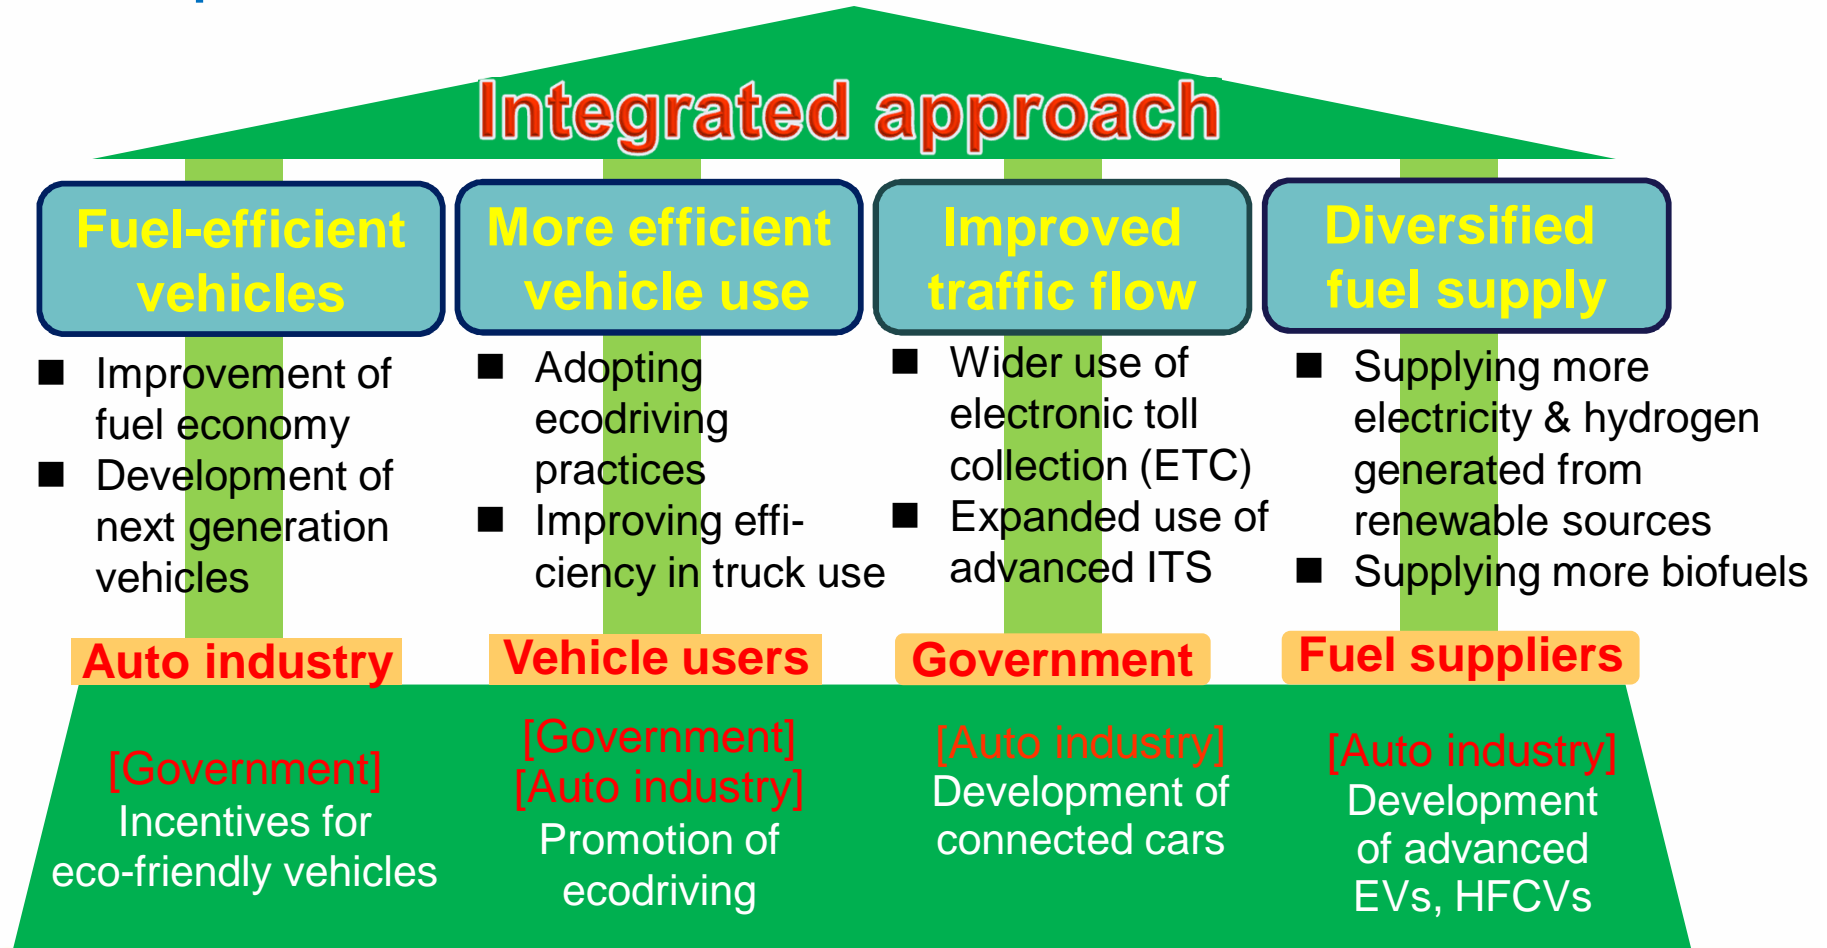 Integrated approach
Fuel-efficient
vehicles
■ Improvement of
fuel economy
■ Development of
next generation
vehicles
Auto industry
[Government]
Incentives for
eco-friendly vehicles
More efficient
vehicle use
■ Adopting
ecodriving
practices
■ Improving effi-
ciency in truck use
Vehicle users
[Government]
[Auto industry]
Promotion of
ecodriving
Improved
traffic flow
■ Wider use of
electronic toll
collection (ETC)
■ Expanded use of
advanced ITS
Government
[Auto industry]
Development of
connected cars
Diversified
fuel supply
■ Supplying more
electricity & hydrogen
generated from
renewable sources
■ Supplying more biofuels
Fuel suppliers
[Auto industry]
Development
of advanced
EVs, HFCVs